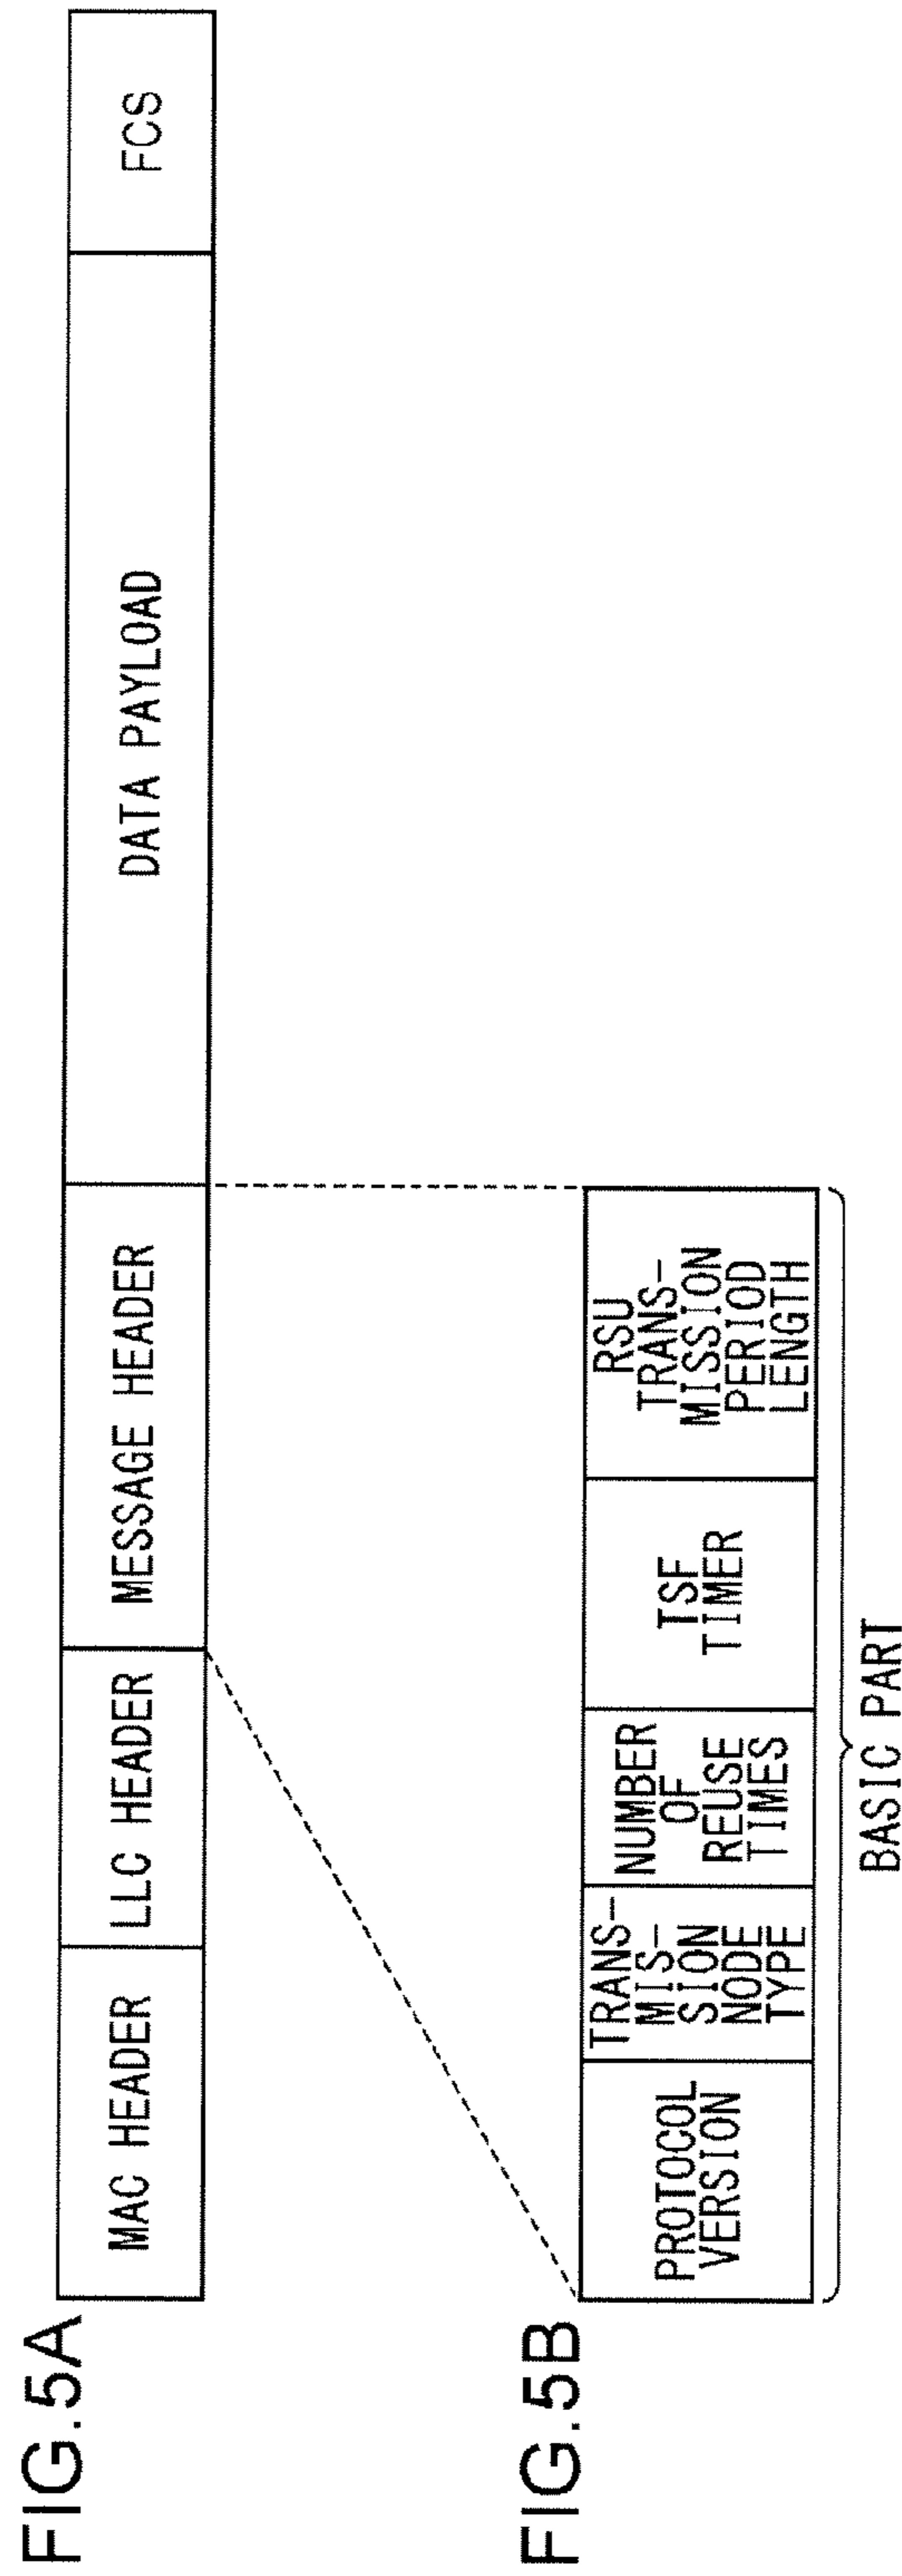 FIG.5A
MAC HEADER
LLC HEADER
MESSAGE HEADER
DATA PAYLOAD
FCS
FIG.5B
PROTOCOL
VERSION
TRANS-
MIS-
SION
NODE
TYPE
NUMBER
OF
REUSE
TIMES
TSF
TIMER
RSU
TRANS-
MISSION
PERIOD
LENGTH
BASIC PART